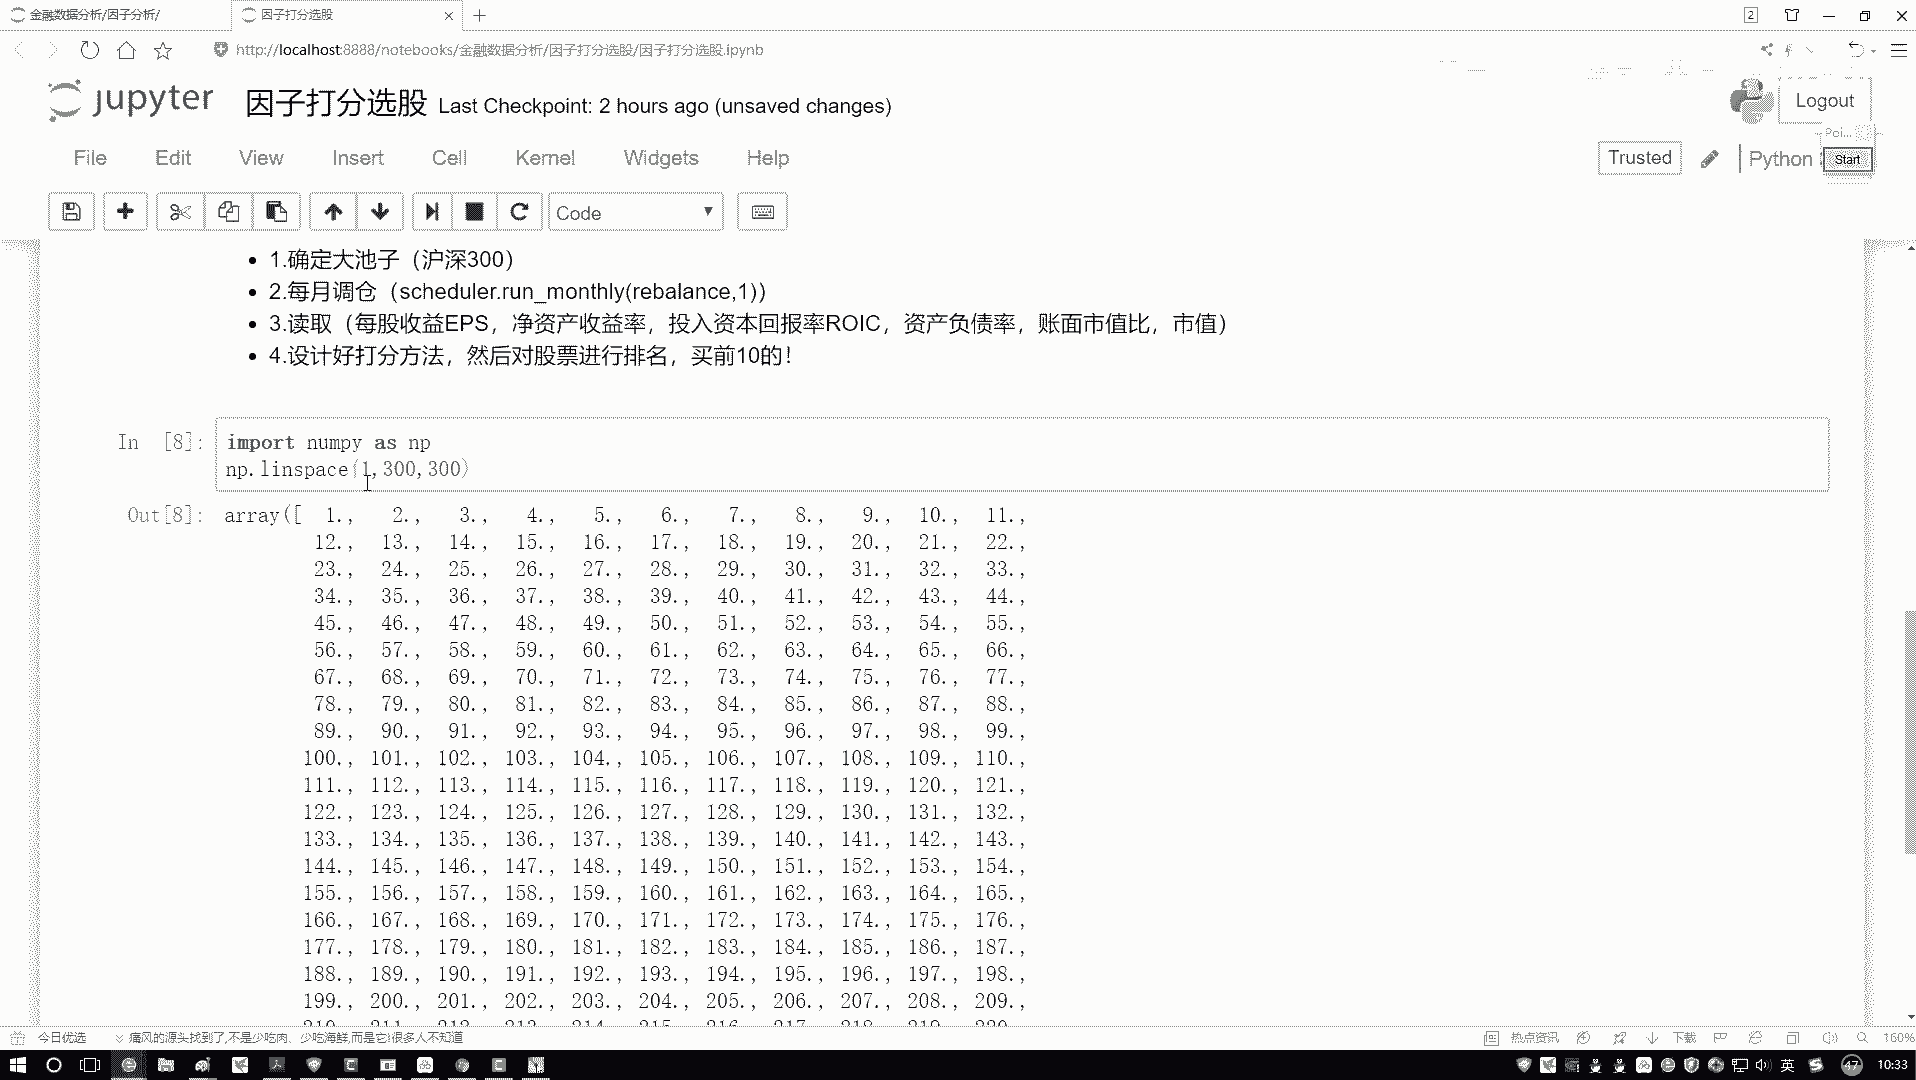 金融数据分析/因子分析/
因子打分选股
2
http://localhost:8888/notebooks/金融数据分析/因子打分选股/因子打分选股.ipynb
jupyter 因子打分选股 Last Checkpoint: 2 hours ago (unsaved changes)
Logout
Poi...
File Edit View Insert Cell Kernel Widgets Help
Trusted
Python
Start
Code
1.确定大池子（沪深300）
2.每月调仓（scheduler.run_monthly(rebalance,1)）
3.读取（每股收益EPS，净资产收益率，投入资本回报率ROIC，资产负债率，账面市值比，市值）
4.设计好打分方法，然后对股票进行排名，买前10的！
In [8]: import numpy as np
np.linspace(1,300,300)
Out[8]: array([ 1., 2., 3., 4., 5., 6., 7., 8., 9., 10., 11.,
12., 13., 14., 15., 16., 17., 18., 19., 20., 21., 22.,
23., 24., 25., 26., 27., 28., 29., 30., 31., 32., 33.,
34., 35., 36., 37., 38., 39., 40., 41., 42., 43., 44.,
45., 46., 47., 48., 49., 50., 51., 52., 53., 54., 55.,
56., 57., 58., 59., 60., 61., 62., 63., 64., 65., 66.,
67., 68., 69., 70., 71., 72., 73., 74., 75., 76., 77.,
78., 79., 80., 81., 82., 83., 84., 85., 86., 87., 88.,
89., 90., 91., 92., 93., 94., 95., 96., 97., 98., 99.,
100., 101., 102., 103., 104., 105., 106., 107., 108., 109., 110.,
111., 112., 113., 114., 115., 116., 117., 118., 119., 120., 121.,
122., 123., 124., 125., 126., 127., 128., 129., 130., 131., 132.,
133., 134., 135., 136., 137., 138., 139., 140., 141., 142., 143.,
144., 145., 146., 147., 148., 149., 150., 151., 152., 153., 154.,
155., 156., 157., 158., 159., 160., 161., 162., 163., 164., 165.,
166., 167., 168., 169., 170., 171., 172., 173., 174., 175., 176.,
177., 178., 179., 180., 181., 182., 183., 184., 185., 186., 187.,
188., 189., 190., 191., 192., 193., 194., 195., 196., 197., 198.,
199., 200., 201., 202., 203., 204., 205., 206., 207., 208., 209.,
210., 211., 212., 213., 214., 215., 216., 217., 218., 219., 220.,
今日优选
痛风的源头找到了,不是少吃肉、少吃海鲜,而是它!很多人不知道
热点资讯
下载
160%
英
47
10:33